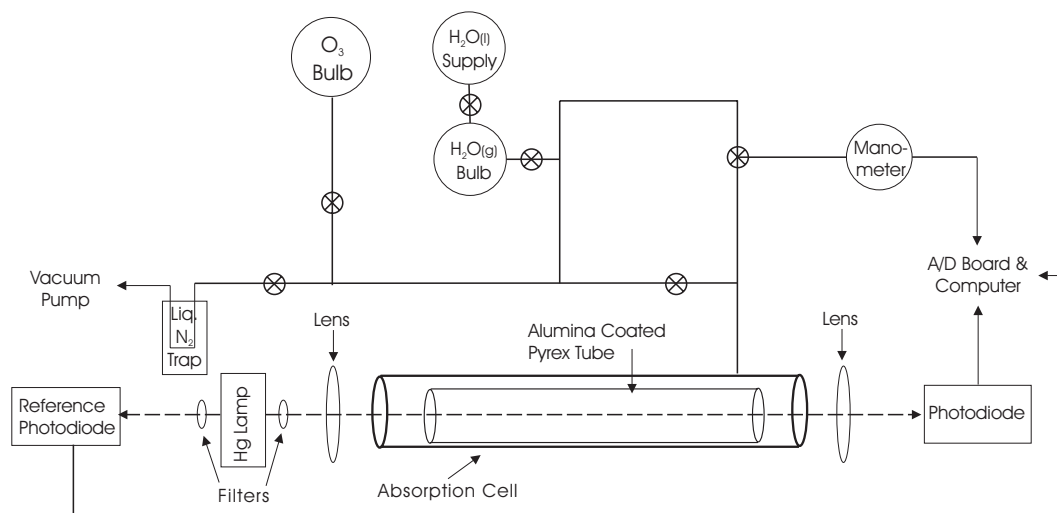 O₃
Bulb
H₂O(l)
Supply
H₂O(g)
Bulb
Mano-
meter
Vacuum
Pump
Liq.
N₂
Trap
A/D Board &
Computer
Lens
Alumina Coated
Pyrex Tube
Lens
Reference
Photodiode
Hg Lamp
Photodiode
Filters
Absorption Cell